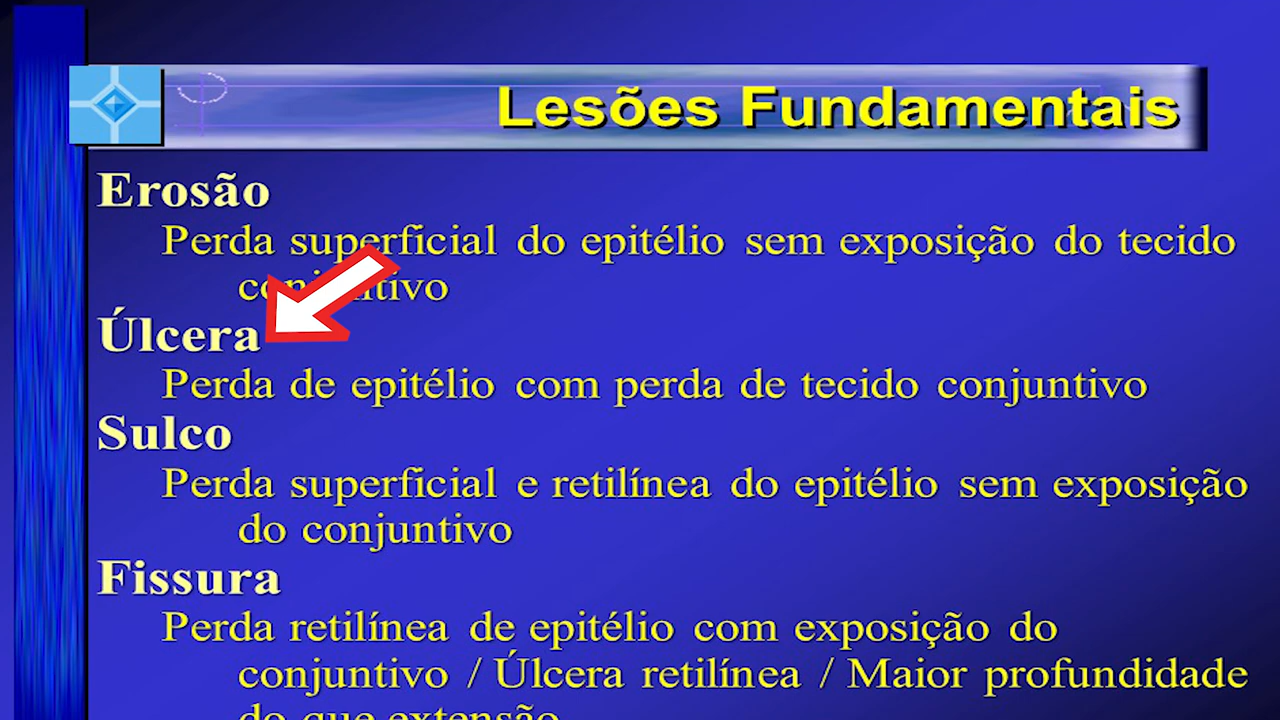 Lesões Fundamentais
Erosão
Perda superficial do epitélio sem exposição do tecido
conjuntivo
Úlcera
Perda de epitélio com perda de tecido conjuntivo
Sulco
Perda superficial e retilínea do epitélio sem exposição
do conjuntivo
Fissura
Perda retilínea de epitélio com exposição do
conjuntivo / Úlcera retilínea / Maior profundidade
do que extensão